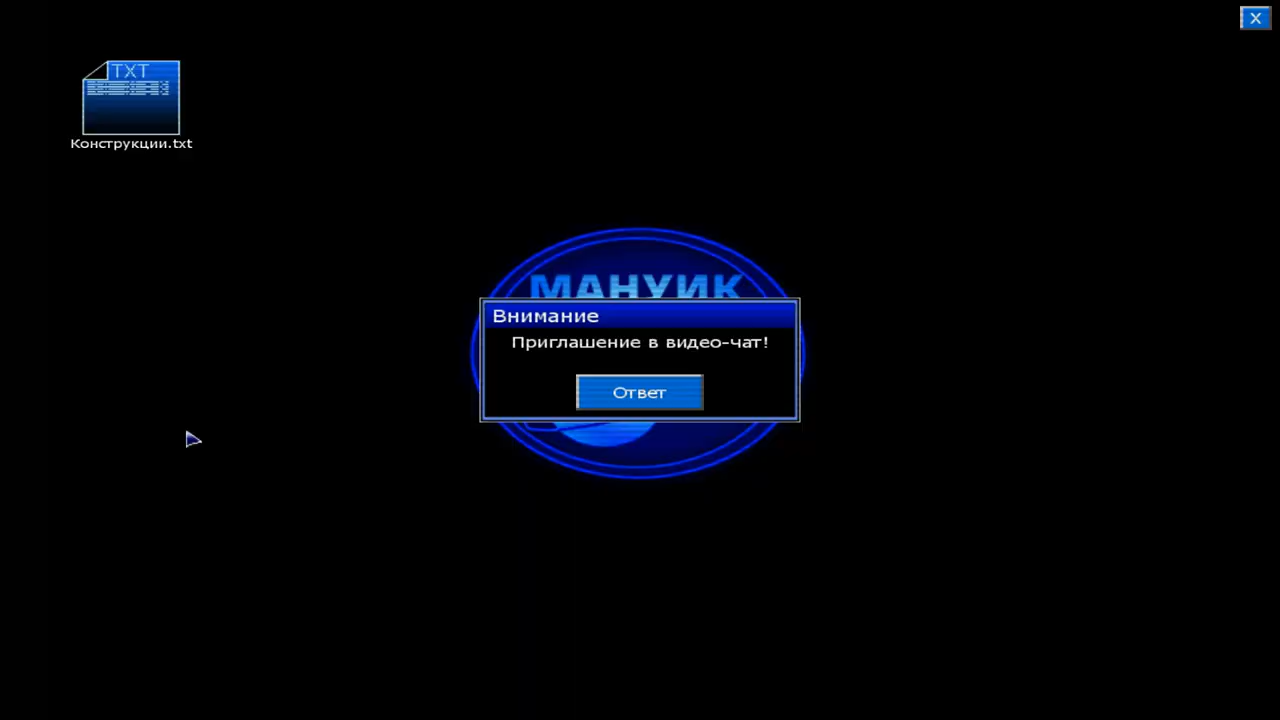 X
TXT
Конструкции.txt
МАНУИК
Внимание
Приглашение в видео-чат!
Ответ